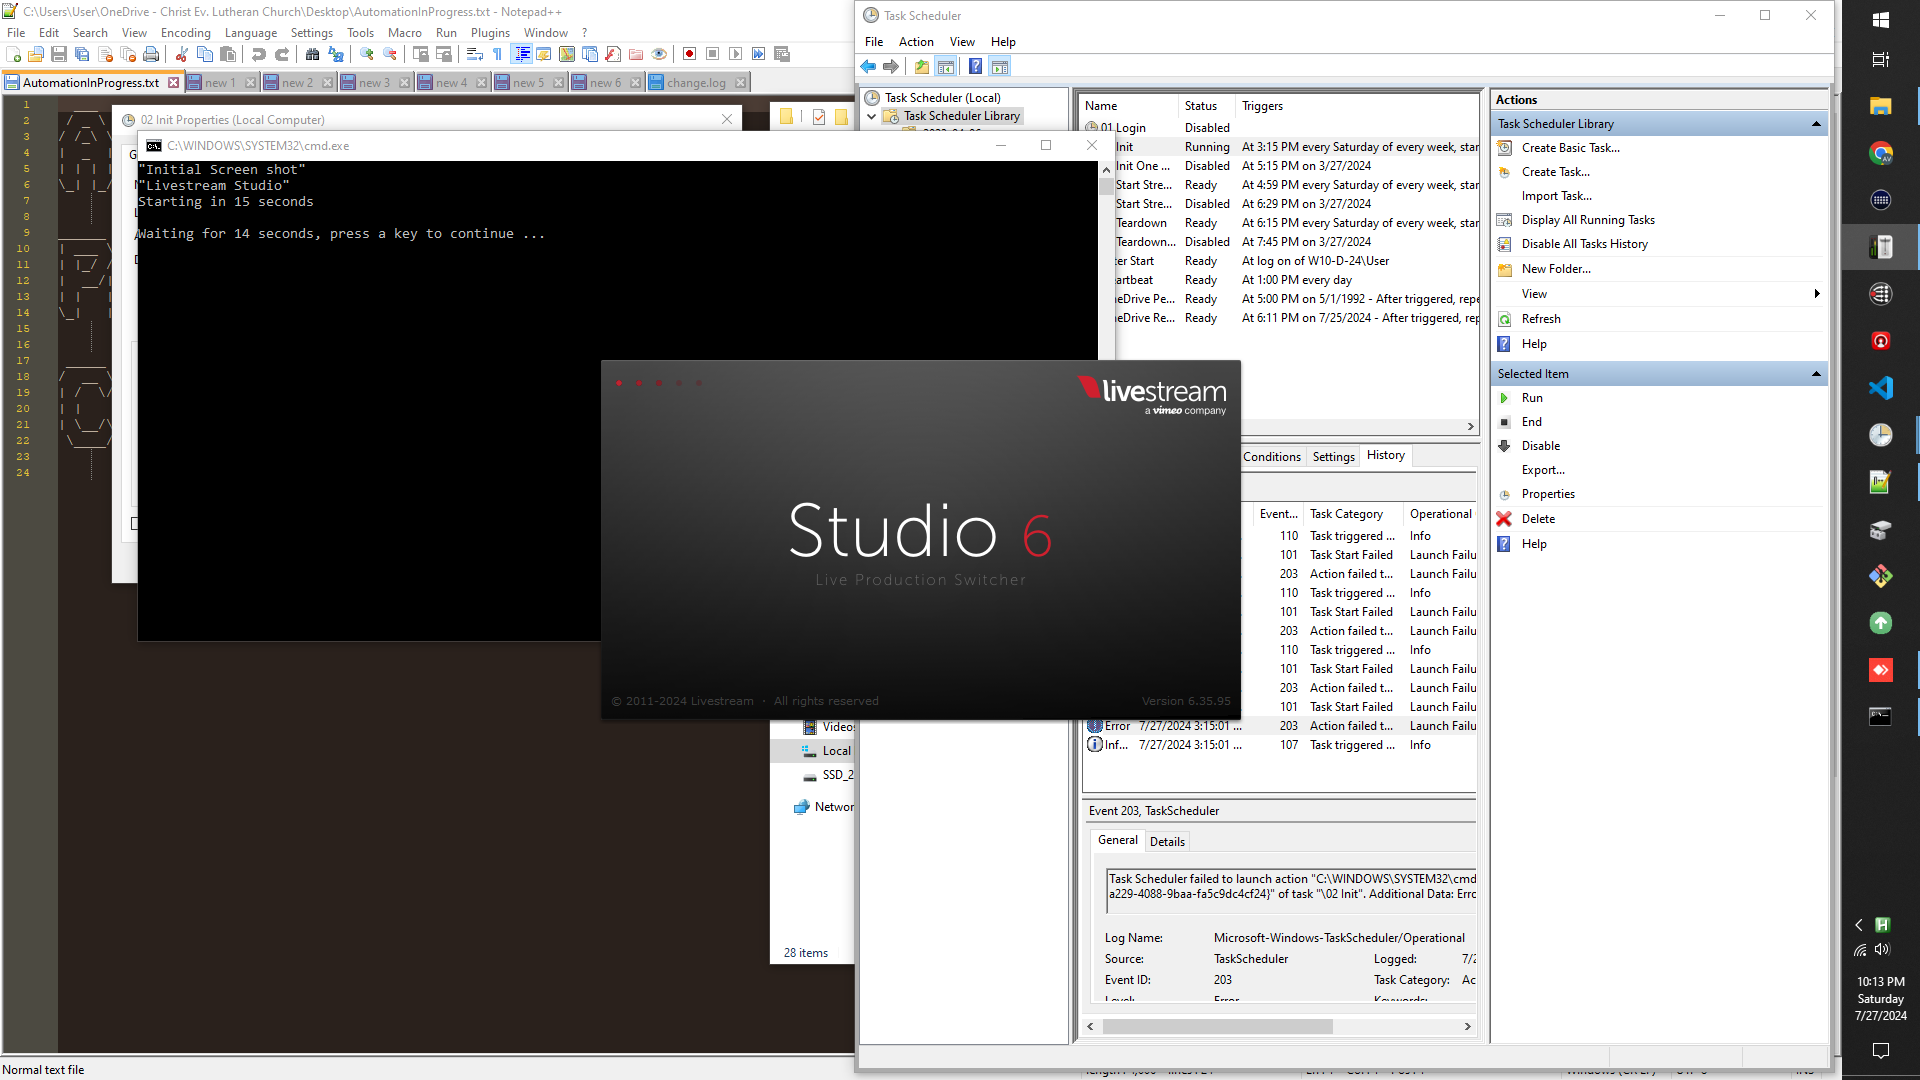 C:\Users\User\OneDrive - Christ Ev. Lutheran Church\Desktop\AutomationInProgress.txt - Notepad++
File Edit Search View Encoding Language Settings Tools Macro Run Plugins Window ?
AutomationInProgress.txt new 1 new 2 new 3 new 4 new 5 new 6 change.log
1
2
3
4
5
6
7
8
9
10
11
12
13
14
15
16
17
18
19
20
21
22
23
24
Normal text file
02 Init Properties (Local Computer)
C:\WINDOWS\SYSTEM32\cmd.exe
"Initial Screen shot"
"Livestream Studio"
Starting in 15 seconds
Waiting for 14 seconds, press a key to continue ...
livestream
a vimeo company
Studio 6
Live Production Switcher
© 2011-2024 Livestream · All rights reserved
Version 6.35.95
Videos
Local
SSD_2
Networ
28 items
Task Scheduler
File Action View Help
Task Scheduler (Local)
Task Scheduler Library
Name Status Triggers
01 Login Disabled
Init Running At 3:15 PM every Saturday of every week, star
Init One ... Disabled At 5:15 PM on 3/27/2024
Start Stre... Ready At 4:59 PM every Saturday of every week, star
Start Stre... Disabled At 6:29 PM on 3/27/2024
Teardown Ready At 6:15 PM every Saturday of every week, star
Teardown... Disabled At 7:45 PM on 3/27/2024
ter Start Ready At log on of W10-D-24\User
eartbeat Ready At 1:00 PM every day
neDrive Pe... Ready At 5:00 PM on 5/1/1992 - After triggered, repe
neDrive Re... Ready At 6:11 PM on 7/25/2024 - After triggered, rep
Conditions Settings History
Event... Task Category Operational
110 Task triggered ... Info
101 Task Start Failed Launch Failu
203 Action failed t... Launch Failu
110 Task triggered ... Info
101 Task Start Failed Launch Failu
203 Action failed t... Launch Failu
110 Task triggered ... Info
101 Task Start Failed Launch Failu
203 Action failed t... Launch Failu
101 Task Start Failed Launch Failu
Error 7/27/2024 3:15:01 ... 203 Action failed t... Launch Failu
Inf... 7/27/2024 3:15:01 ... 107 Task triggered ... Info
Event 203, TaskScheduler
General Details
Task Scheduler failed to launch action "C:\WINDOWS\SYSTEM32\cmd
a229-4088-9baa-fa5c9dc4cf24}" of task "\02 Init". Additional Data: Errc
Log Name: Microsoft-Windows-TaskScheduler/Operational
Source: TaskScheduler Logged: 7/2
Event ID: 203 Task Category: Ac
Level: Error Keywords:
Actions
Task Scheduler Library
Create Basic Task...
Create Task...
Import Task...
Display All Running Tasks
Disable All Tasks History
New Folder...
View
Refresh
Help
Selected Item
Run
End
Disable
Export...
Properties
Delete
Help
10:13 PM
Saturday
7/27/2024